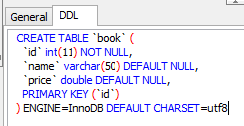 General DDL
CREATE TABLE `book` (
`id` int(11) NOT NULL,
`name` varchar(50) DEFAULT NULL,
`price` double DEFAULT NULL,
PRIMARY KEY (`id`)
) ENGINE=InnoDB DEFAULT CHARSET=utf8